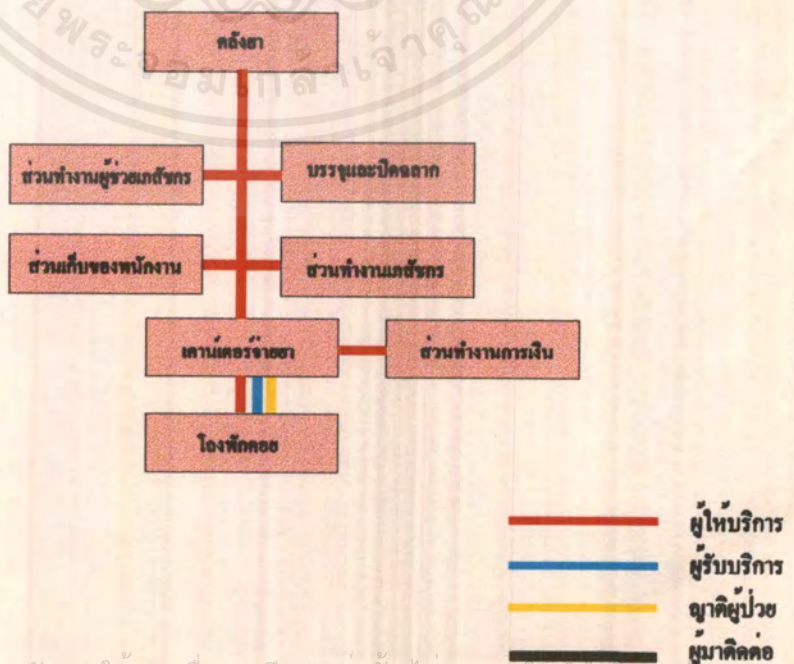 คลังยา
ส่วนทำงานผู้ช่วยเภสัชกร
บรรจุและปิดฉลาก
ส่วนเก็บของพนักงาน
ส่วนทำงานเภสัชกร
เคาน์เตอร์จ่ายยา
ส่วนทำงานการเงิน
โถงพักคอย
ผู้ให้บริการ
ผู้รับบริการ
ญาติผู้ป่วย
ผู้มาติดต่อ